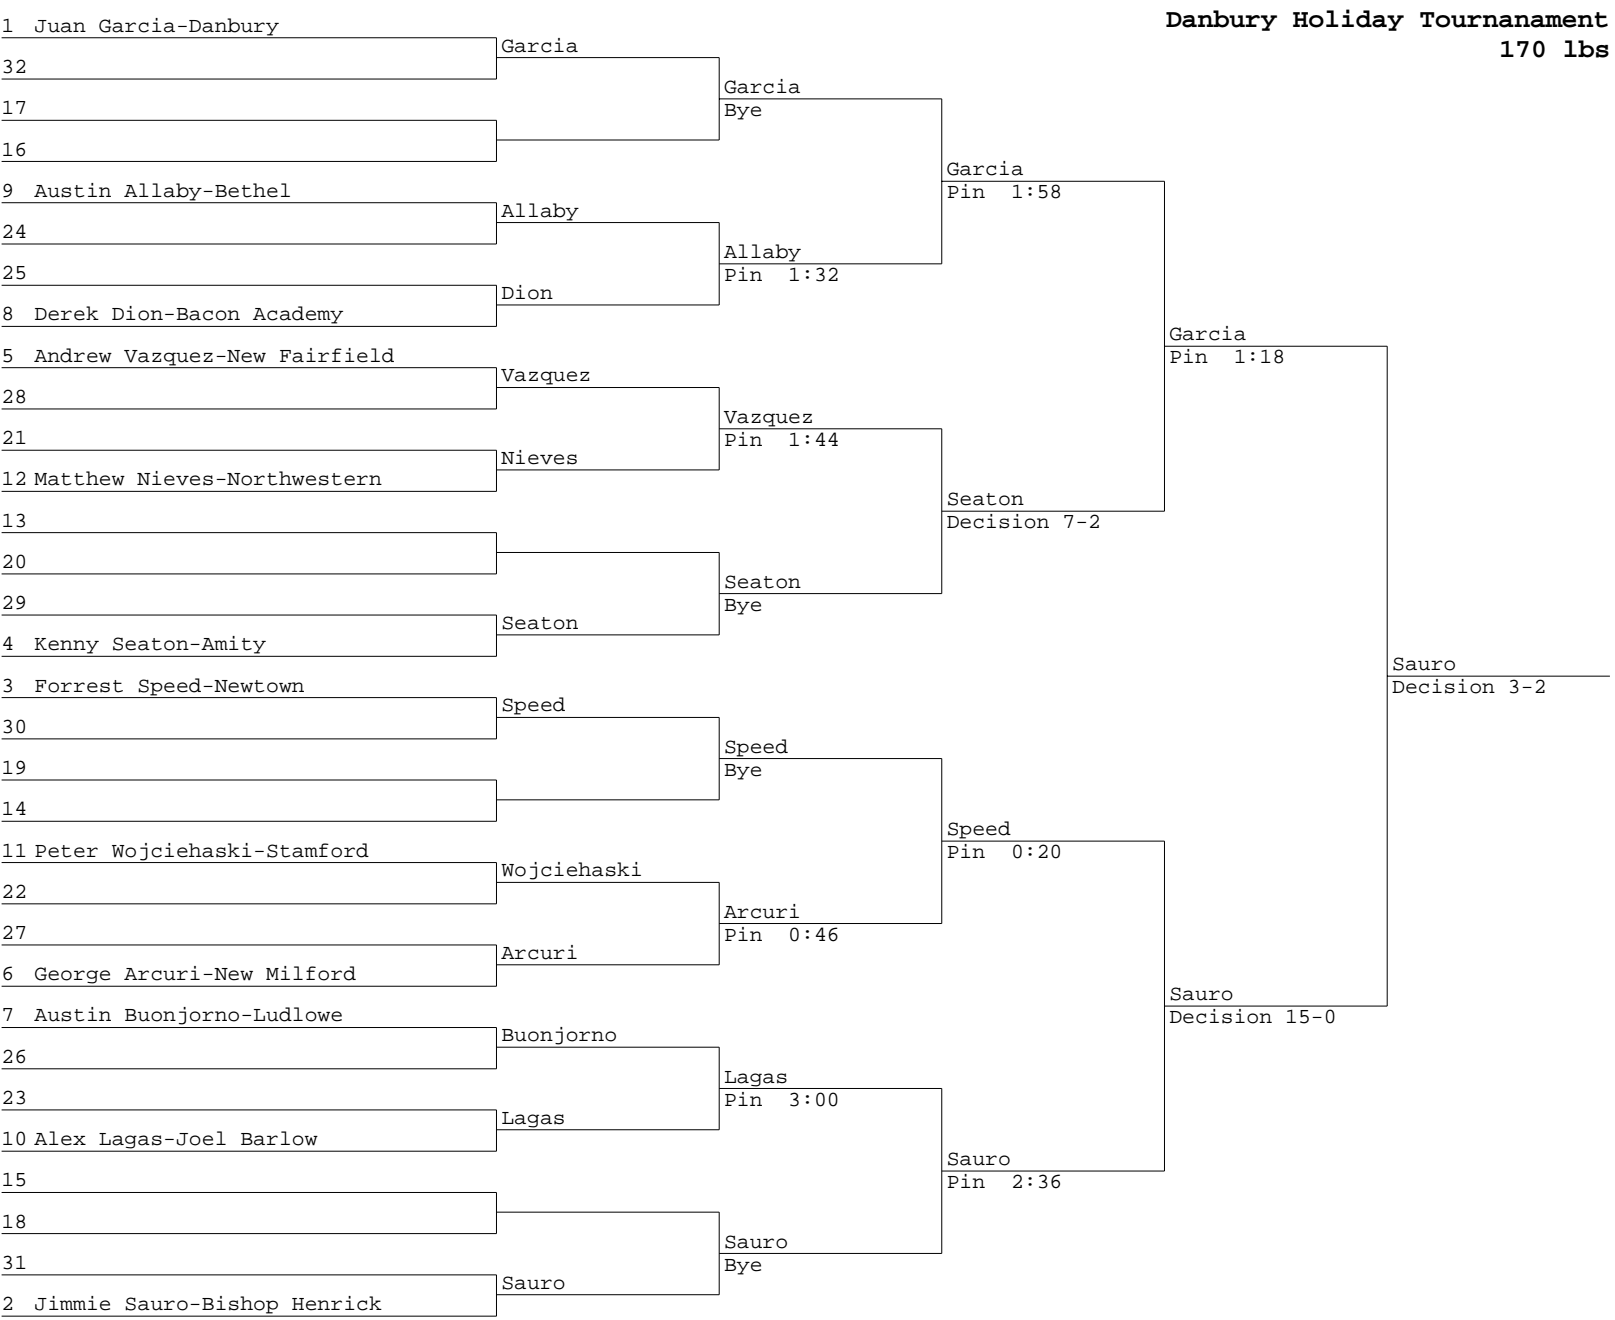 Danbury Holiday Tournanament
170 lbs
1 Juan Garcia-Danbury
Garcia
32
Garcia
Bye
17
16
Garcia
Pin 1:58
9 Austin Allaby-Bethel
Allaby
24
Allaby
Pin 1:32
25
Dion
8 Derek Dion-Bacon Academy
Garcia
Pin 1:18
5 Andrew Vazquez-New Fairfield
Vazquez
28
Vazquez
Pin 1:44
21
Nieves
12 Matthew Nieves-Northwestern
Seaton
Decision 7-2
13
20
Seaton
Bye
29
Seaton
4 Kenny Seaton-Amity
Sauro
Decision 3-2
3 Forrest Speed-Newtown
Speed
30
Speed
Bye
19
14
Speed
Pin 0:20
11 Peter Wojciehaski-Stamford
Wojciehaski
22
Arcuri
Pin 0:46
27
Arcuri
6 George Arcuri-New Milford
Sauro
Decision 15-0
7 Austin Buonjorno-Ludlowe
Buonjorno
26
Lagas
Pin 3:00
23
Lagas
10 Alex Lagas-Joel Barlow
Sauro
Pin 2:36
15
18
Sauro
Bye
31
Sauro
2 Jimmie Sauro-Bishop Henrick